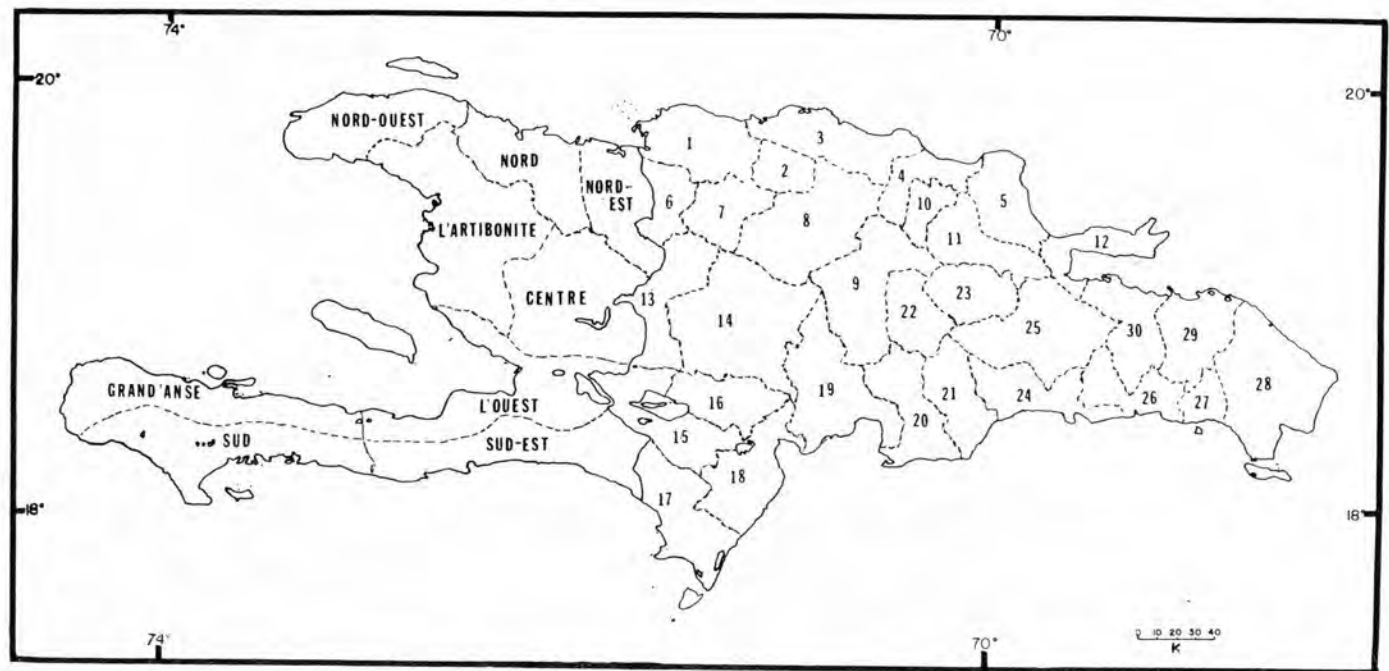 74° 70°
20° 20°
NORD-OUEST
3
1
NORD
2
4
NORD-
EST
6
7
10
5
8
L'ARTIBONITE
11
12
9
CENTRE
13
23
14
22
25
30
29
GRAND'ANSE
28
16
19
21
24
26
27
L'OUEST
20
SUD
SUD-EST
15
18
17
18° 18°
0 10 20 30 40
K
74° 70°